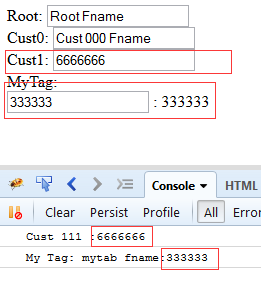 Root: Root Fname
Cust0: Cust 000 Fname
Cust1: 6666666
MyTag:
333333 : 333333
Console HTML
Clear Persist Profile All Error
Cust 111 :6666666
My Tag: mytab fname:333333